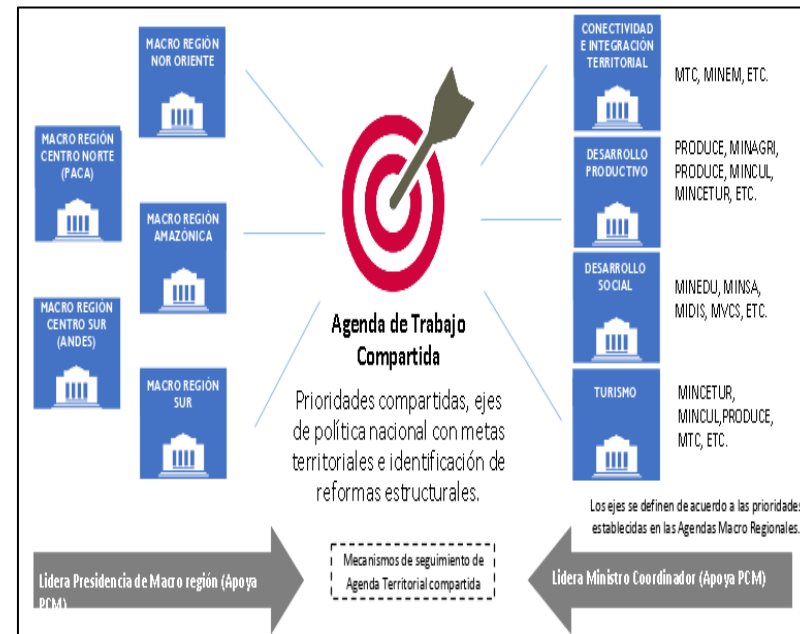 MACRO REGIÓN
NOR ORIENTE
MACRO REGIÓN
CENTRO NORTE
(PACA)
MACRO REGIÓN
AMAZÓNICA
MACRO REGIÓN
CENTRO SUR
(ANDES)
MACRO REGIÓN
SUR
Agenda de Trabajo
Compartida
Prioridades compartidas, ejes
de política nacional con metas
territoriales e identificación de
reformas estructurales.
CONECTIVIDAD
E INTEGRACIÓN
TERRITORIAL
MTC, MINEM, ETC.
DESARROLLO
PRODUCTIVO
PRODUCE, MINAGRI,
PRODUCE, MINCUL,
MINCETUR, ETC.
DESARROLLO
SOCIAL
MINEDU, MINSA,
MIDIS, MVCS, ETC.
TURISMO
MINCETUR,
MINCUL,PRODUCE,
MTC, ETC.
Los ejes se definen de acuerdo a las prioridades
establecidas en las Agendas Macro Regionales.
Lidera Presidencia de Macro región (Apoya
PCM)
Mecanismos de seguimiento de
Agenda Territorial compartida
Lidera Ministro Coordinador (Apoya PCM)